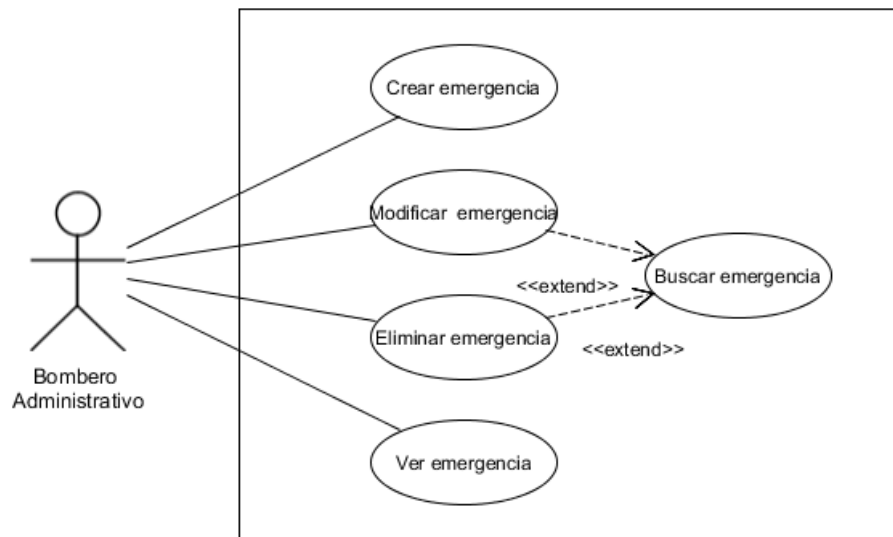 Crear emergencia
Modificar emergencia
Buscar emergencia
<<extend>>
Eliminar emergencia
<<extend>>
Bombero
Administrativo
Ver emergencia